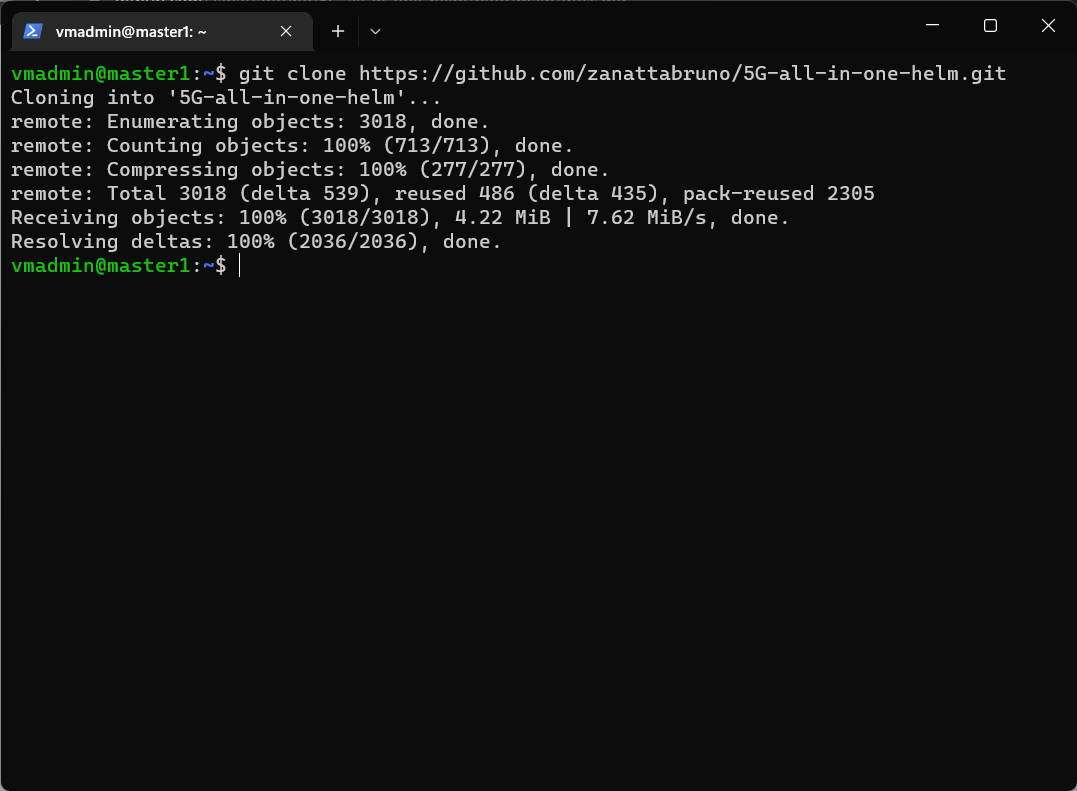 vmadmin@master1: ~
vmadmin@master1:~$ git clone https://github.com/zanattabruno/5G-all-in-one-helm.git
Cloning into '5G-all-in-one-helm'...
remote: Enumerating objects: 3018, done.
remote: Counting objects: 100% (713/713), done.
remote: Compressing objects: 100% (277/277), done.
remote: Total 3018 (delta 539), reused 486 (delta 435), pack-reused 2305
Receiving objects: 100% (3018/3018), 4.22 MiB | 7.62 MiB/s, done.
Resolving deltas: 100% (2036/2036), done.
vmadmin@master1:~$